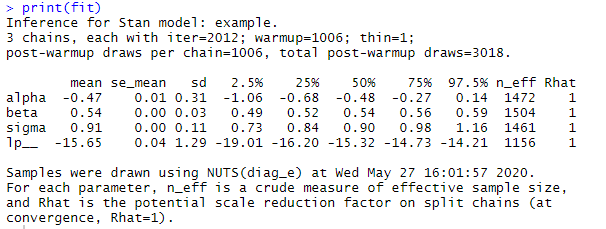 > print(fit)
Inference for Stan model: example.
3 chains, each with iter=2012; warmup=1006; thin=1;
post-warmup draws per chain=1006, total post-warmup draws=3018.
mean se_mean sd 2.5% 25% 50% 75% 97.5% n_eff Rhat
alpha -0.47 0.01 0.31 -1.06 -0.68 -0.48 -0.27 0.14 1472 1
beta 0.54 0.00 0.03 0.49 0.52 0.54 0.56 0.59 1504 1
sigma 0.91 0.00 0.11 0.73 0.84 0.90 0.98 1.16 1461 1
lp__ -15.65 0.04 1.29 -19.01 -16.20 -15.32 -14.73 -14.21 1156 1
Samples were drawn using NUTS(diag_e) at Wed May 27 16:01:57 2020.
For each parameter, n_eff is a crude measure of effective sample size,
and Rhat is the potential scale reduction factor on split chains (at
convergence, Rhat=1).